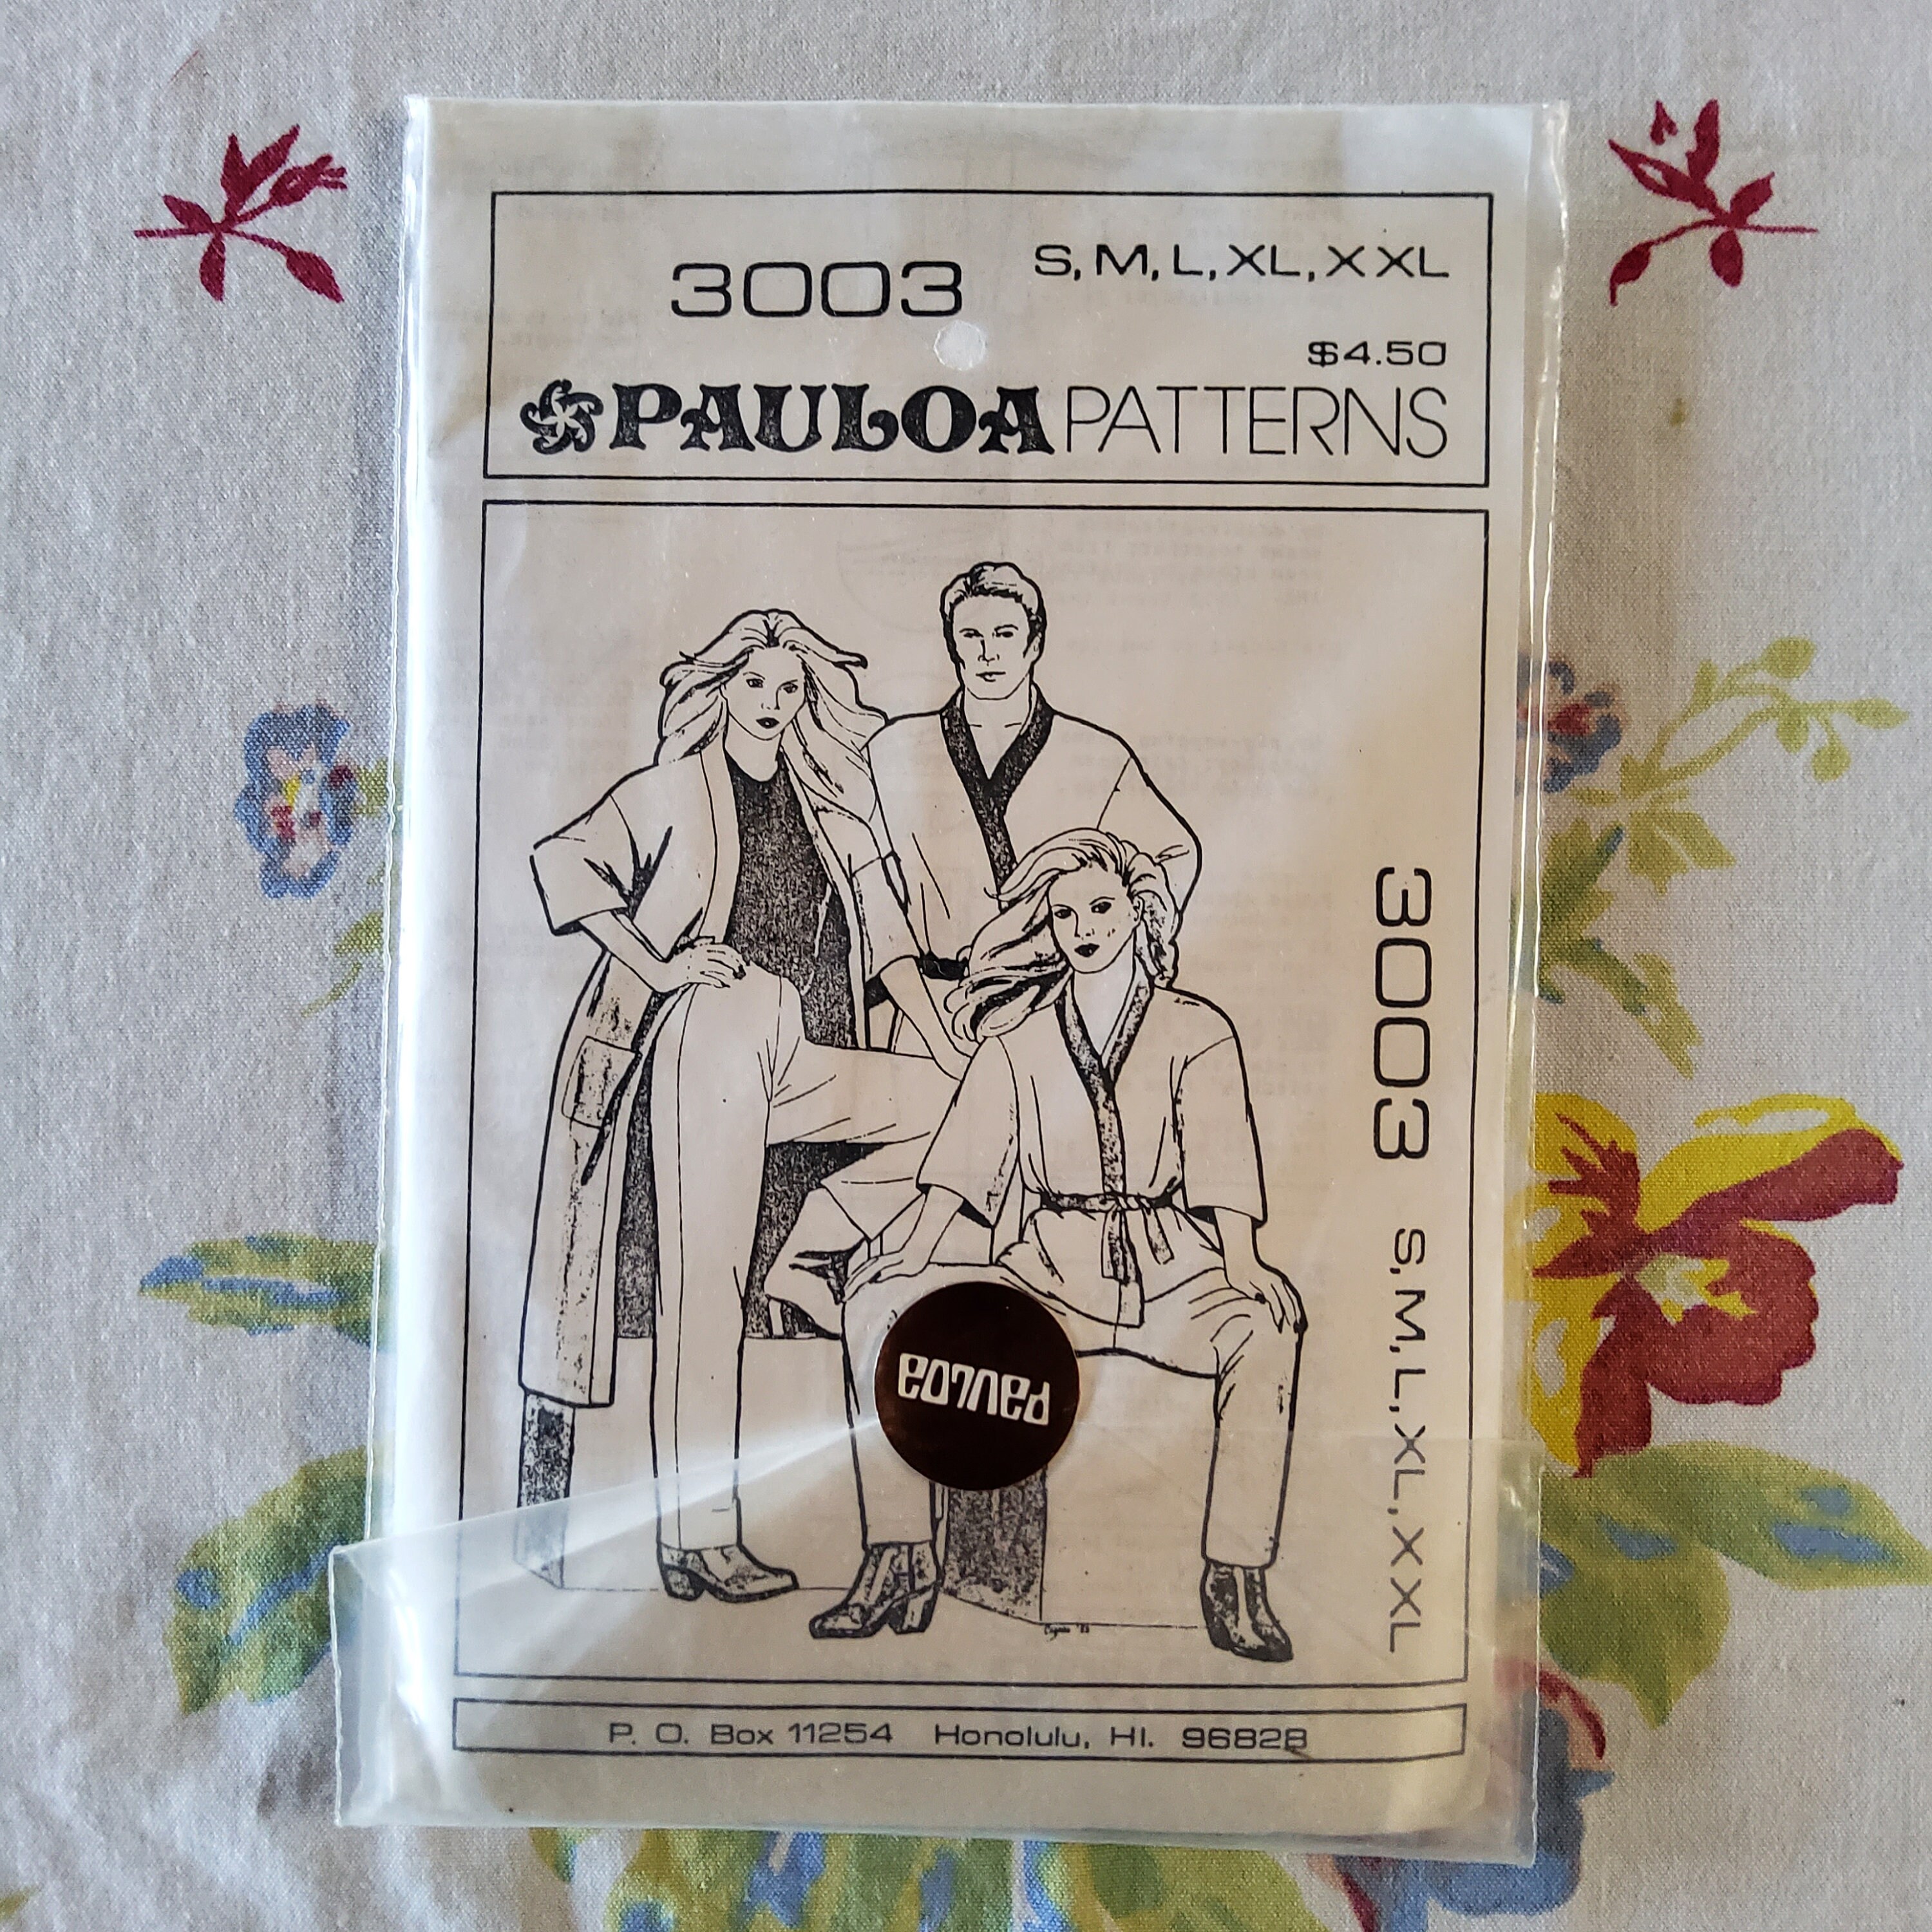 3003
S, M, L, XL, XXL
$4.50
PAULOA PATTERNS
3003 S, M, L, XL, XXL
PAULOA
P. O. Box 11254 Honolulu, HI. 96828